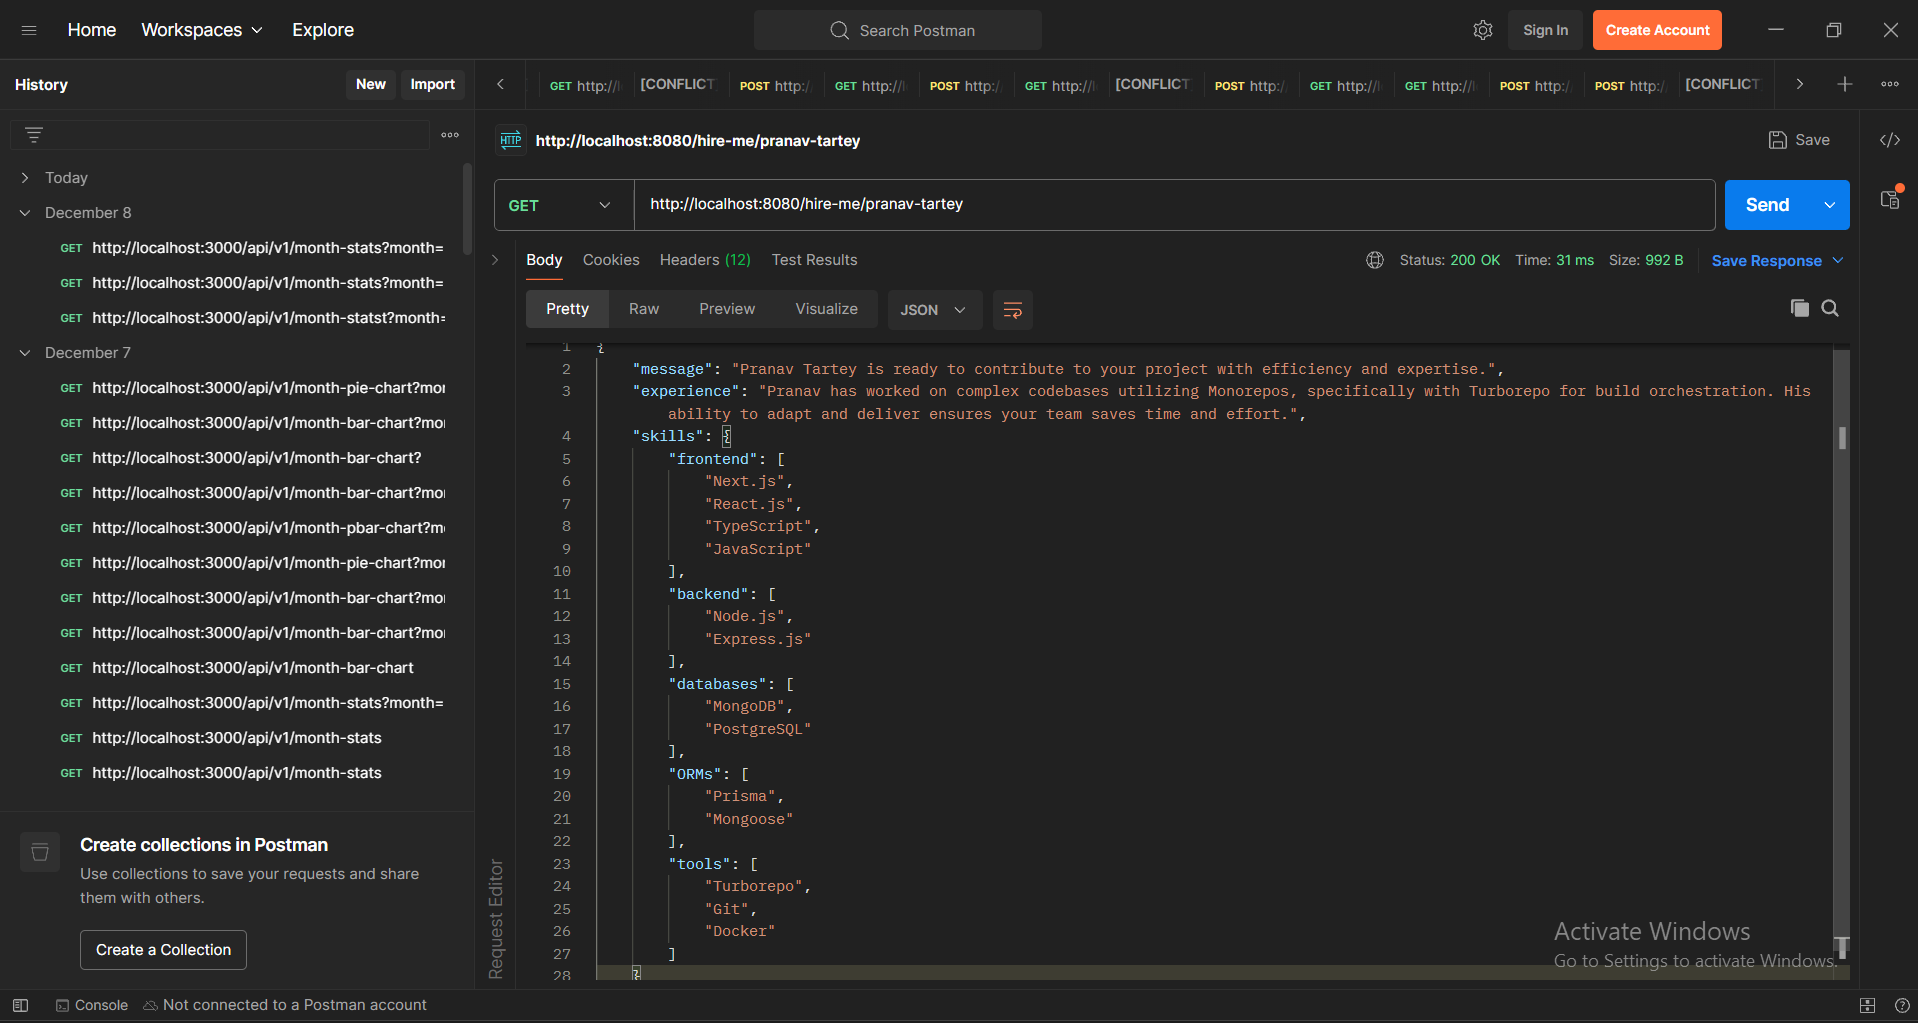 Home Workspaces Explore
Search Postman
Sign In Create Account
History
New Import
GET http:// [CONFLICT POST http: GET http:// POST http: GET http:// [CONFLICT POST http: GET http:// GET http:// POST http: POST http: [CONFLICT
HTTP http://localhost:8080/hire-me/pranav-tartey
Save </>
GET http://localhost:8080/hire-me/pranav-tartey
Send
Today
December 8
GET http://localhost:3000/api/v1/month-stats?month=
GET http://localhost:3000/api/v1/month-stats?month=
GET http://localhost:3000/api/v1/month-statst?month=
December 7
GET http://localhost:3000/api/v1/month-pie-chart?mor
GET http://localhost:3000/api/v1/month-bar-chart?moi
GET http://localhost:3000/api/v1/month-bar-chart?
GET http://localhost:3000/api/v1/month-bar-chart?moi
GET http://localhost:3000/api/v1/month-pbar-chart?m
GET http://localhost:3000/api/v1/month-pie-chart?mor
GET http://localhost:3000/api/v1/month-bar-chart?moi
GET http://localhost:3000/api/v1/month-bar-chart?moi
GET http://localhost:3000/api/v1/month-bar-chart
GET http://localhost:3000/api/v1/month-stats?month=
GET http://localhost:3000/api/v1/month-stats
GET http://localhost:3000/api/v1/month-stats
Create collections in Postman
Use collections to save your requests and share
them with others.
Create a Collection
Body Cookies Headers (12) Test Results
Status: 200 OK Time: 31 ms Size: 992 B Save Response
Pretty Raw Preview Visualize JSON
1 {
2 "message": "Pranav Tartey is ready to contribute to your project with efficiency and expertise.",
3 "experience": "Pranav has worked on complex codebases utilizing Monorepos, specifically with Turborepo for build orchestration. His
ability to adapt and deliver ensures your team saves time and effort.",
4 "skills": {
5 "frontend": [
6 "Next.js",
7 "React.js",
8 "TypeScript",
9 "JavaScript"
10 ],
11 "backend": [
12 "Node.js",
13 "Express.js"
14 ],
15 "databases": [
16 "MongoDB",
17 "PostgreSQL"
18 ],
19 "ORMs": [
20 "Prisma",
21 "Mongoose"
22 ],
23 "tools": [
24 "Turborepo",
25 "Git",
26 "Docker"
27 ]
28 }
Request Editor
Activate Windows
Go to Settings to activate Windows.
Console Not connected to a Postman account